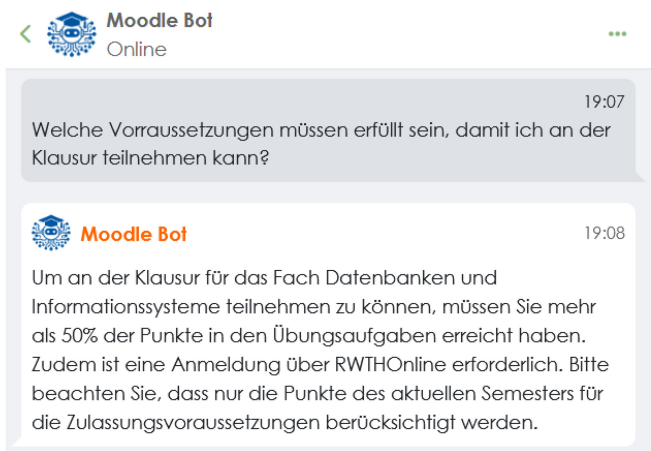 Moodle Bot
Online
19:07
Welche Vorraussetzungen müssen erfüllt sein, damit ich an der
Klausur teilnehmen kann?
Moodle Bot
19:08
Um an der Klausur für das Fach Datenbanken und
Informationssysteme teilnehmen zu können, müssen Sie mehr
als 50% der Punkte in den Übungsaufgaben erreicht haben.
Zudem ist eine Anmeldung über RWTHOnline erforderlich. Bitte
beachten Sie, dass nur die Punkte des aktuellen Semesters für
die Zulassungsvoraussetzungen berücksichtigt werden.